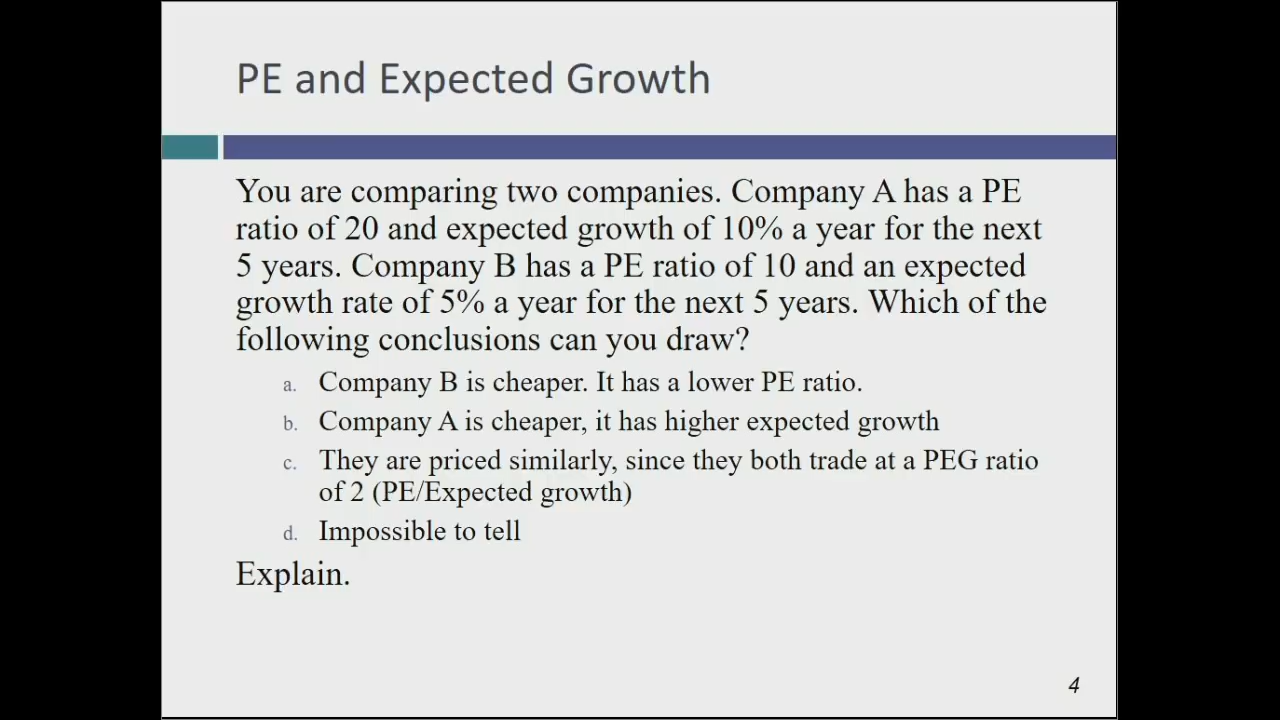 PE and Expected Growth
You are comparing two companies. Company A has a PE
ratio of 20 and expected growth of 10% a year for the next
5 years. Company B has a PE ratio of 10 and an expected
growth rate of 5% a year for the next 5 years. Which of the
following conclusions can you draw?
a. Company B is cheaper. It has a lower PE ratio.
b. Company A is cheaper, it has higher expected growth
c. They are priced similarly, since they both trade at a PEG ratio
of 2 (PE/Expected growth)
d. Impossible to tell
Explain.
4